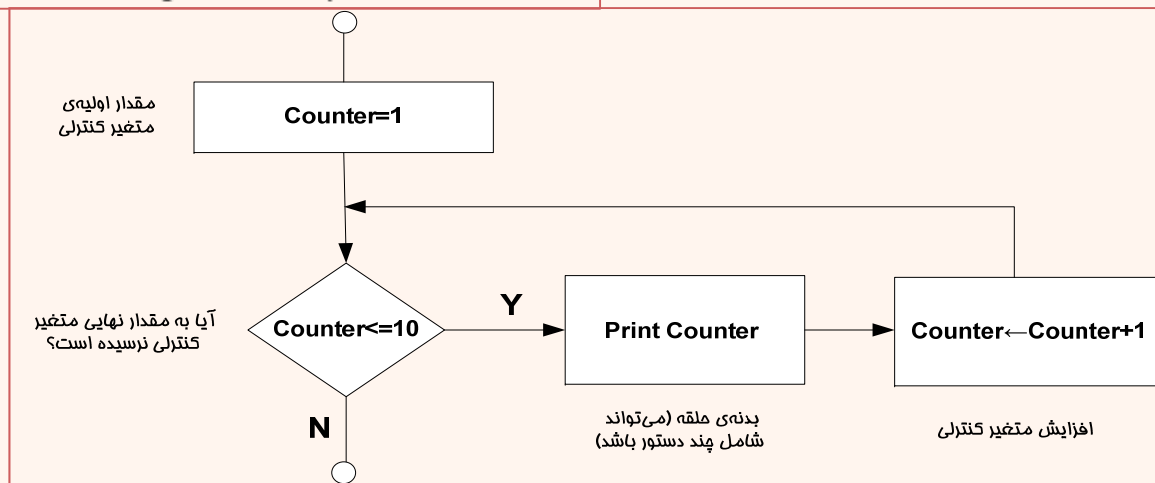 Counter=1
مقدار اولیه‌ی
متغیر کنترلی
Counter<=10
آیا به مقدار نهایی متغیر
کنترلی نرسیده است؟
Y
Print Counter
Counter←Counter+1
N
بدنه‌ی حلقه (می‌تواند
شامل چند دستور باشد)
افزایش متغیر کنترلی